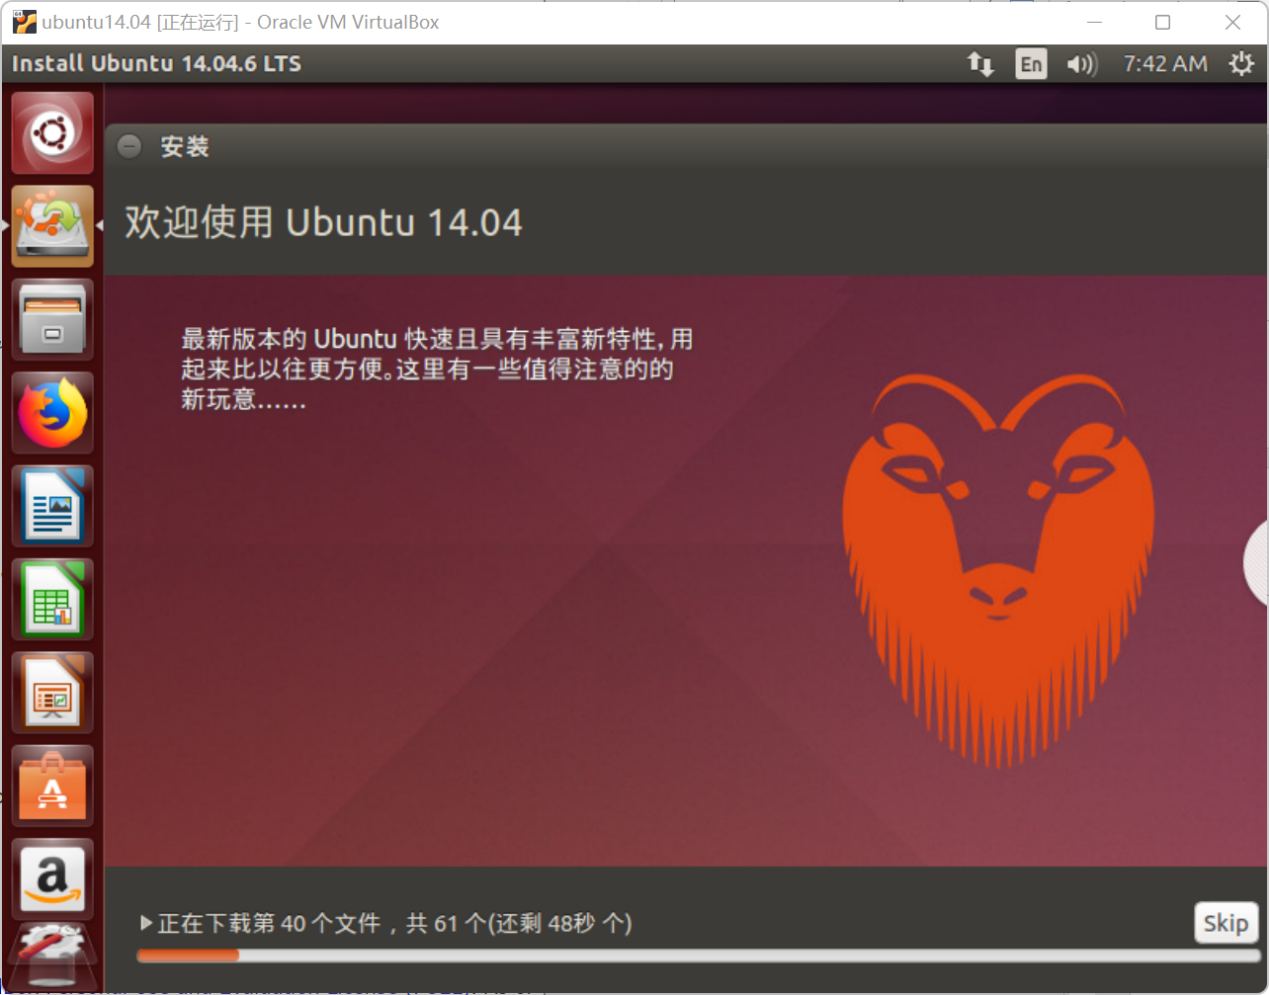 ubuntu14.04 [正在运行] - Oracle VM VirtualBox
Install Ubuntu 14.04.6 LTS
En
7:42 AM
安装
欢迎使用 Ubuntu 14.04
最新版本的 Ubuntu 快速且具有丰富新特性，用
起来比以往更方便。这里有一些值得注意的的
新玩意……
正在下载第 40 个文件，共 61 个(还剩 48秒 个)
Skip